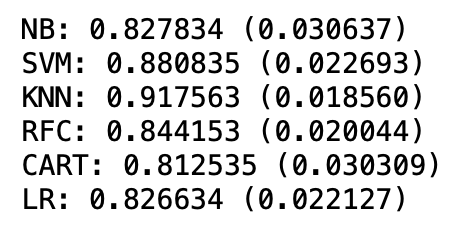 NB: 0.827834 (0.030637)
SVM: 0.880835 (0.022693)
KNN: 0.917563 (0.018560)
RFC: 0.844153 (0.020044)
CART: 0.812535 (0.030309)
LR: 0.826634 (0.022127)